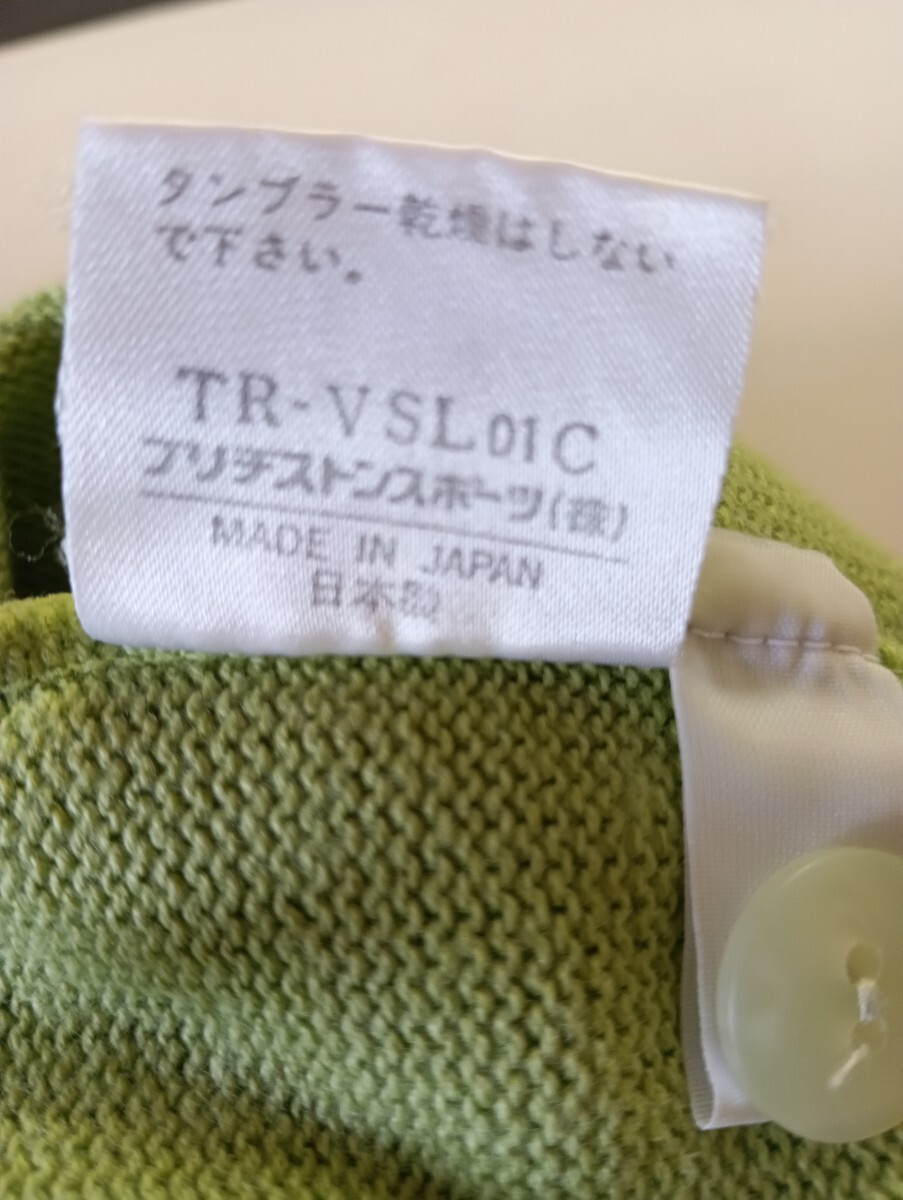 タンブラー乾燥はしない
で下さい。
TR-VSL01C
ブリヂストンスポーツ(株)
MADE IN JAPAN
日本製